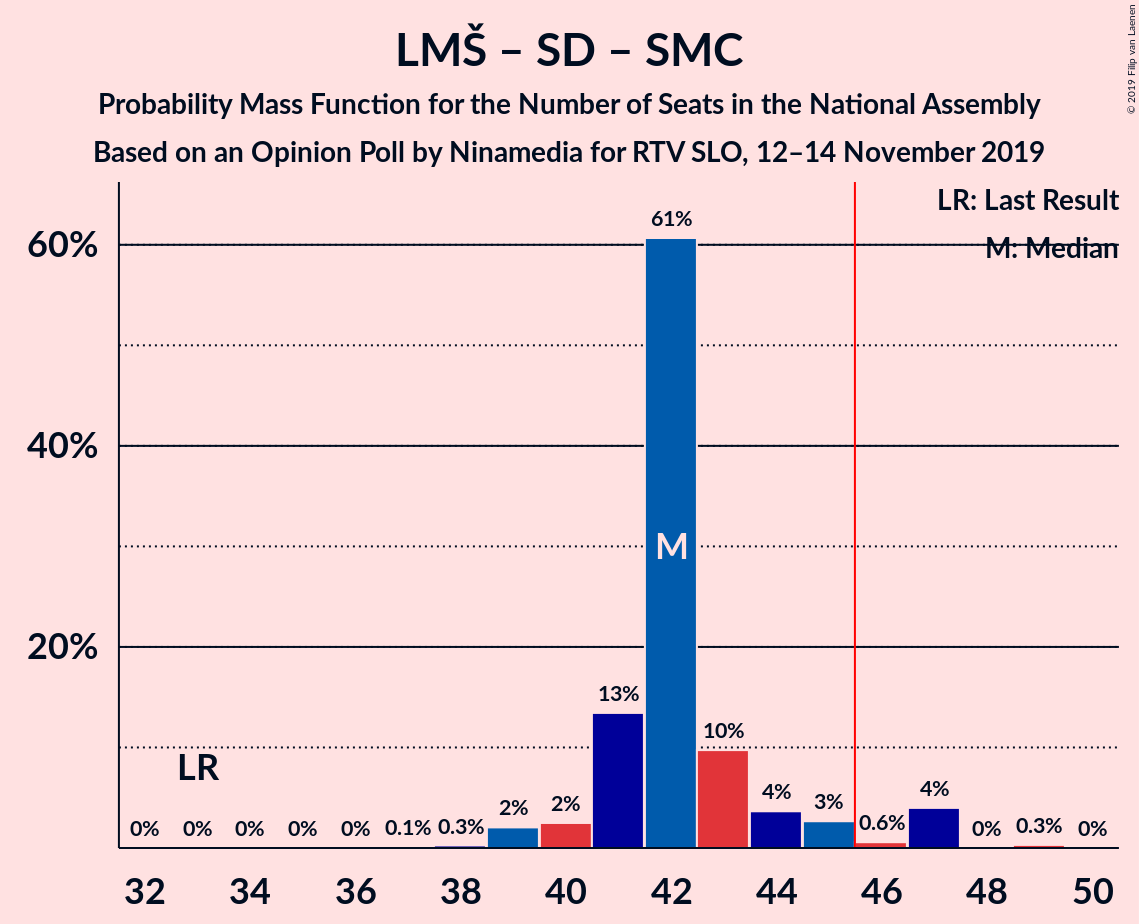 LMŠ – SD – SMC
Probability Mass Function for the Number of Seats in the National Assembly
Based on an Opinion Poll by Ninamedia for RTV SLO, 12–14 November 2019
© 2019 Filip van Laenen
LR: Last Result
M: Median
60%
40%
20%
61%
M
13%
10%
LR
0% 0% 0% 0% 0% 0.1% 0.3% 2% 2% 4% 3% 0.6% 4% 0% 0.3% 0%
32 34 36 38 40 42 44 46 48 50